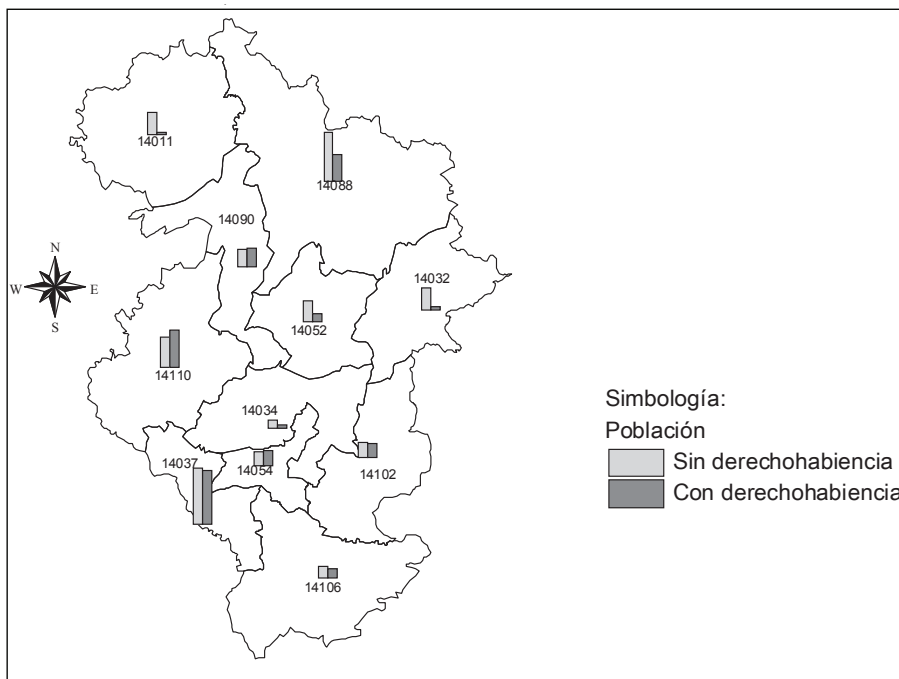 14011
14088
14090
N
W
E
S
14032
14052
14110
14034
14037
14054
14102
14106
Simbología:
Población
Sin derechohabiencia
Con derechohabiencia